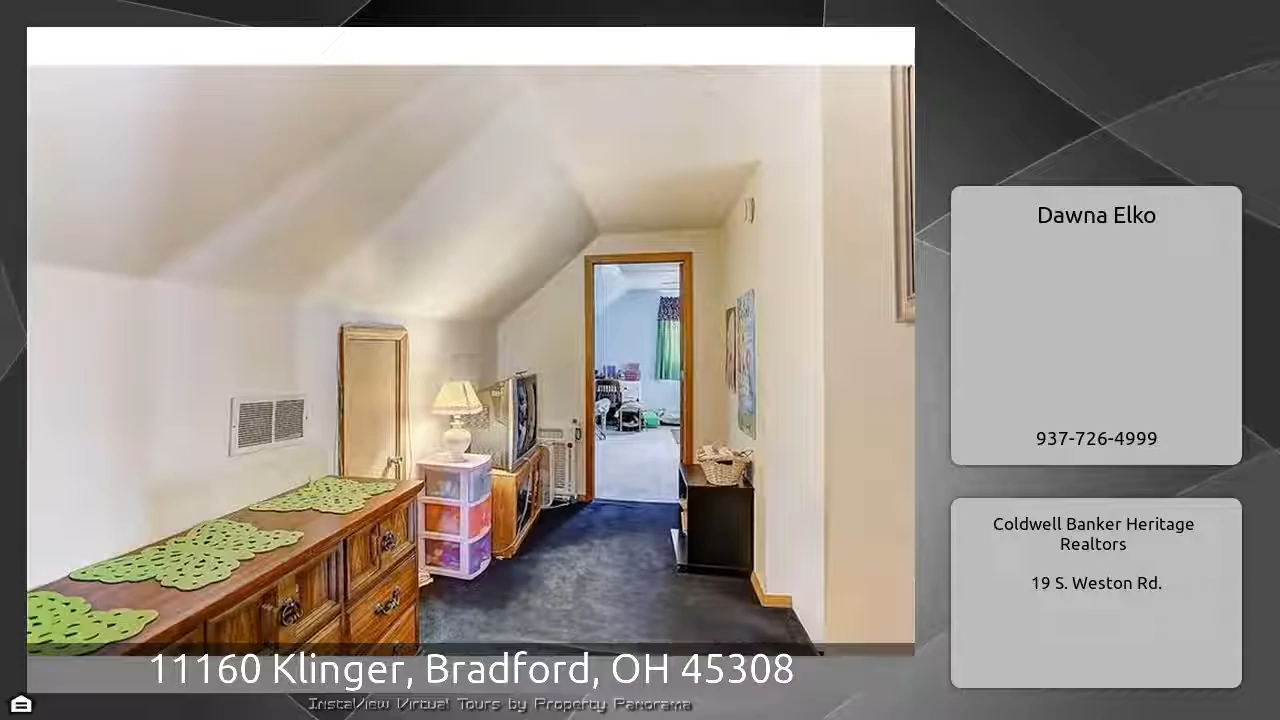 Dawna Elko
937-726-4999
Coldwell Banker Heritage
Realtors
19 S. Weston Rd.
11160 Klinger, Bradford, OH 45308
InstaView Virtual Tours by Property Panorama